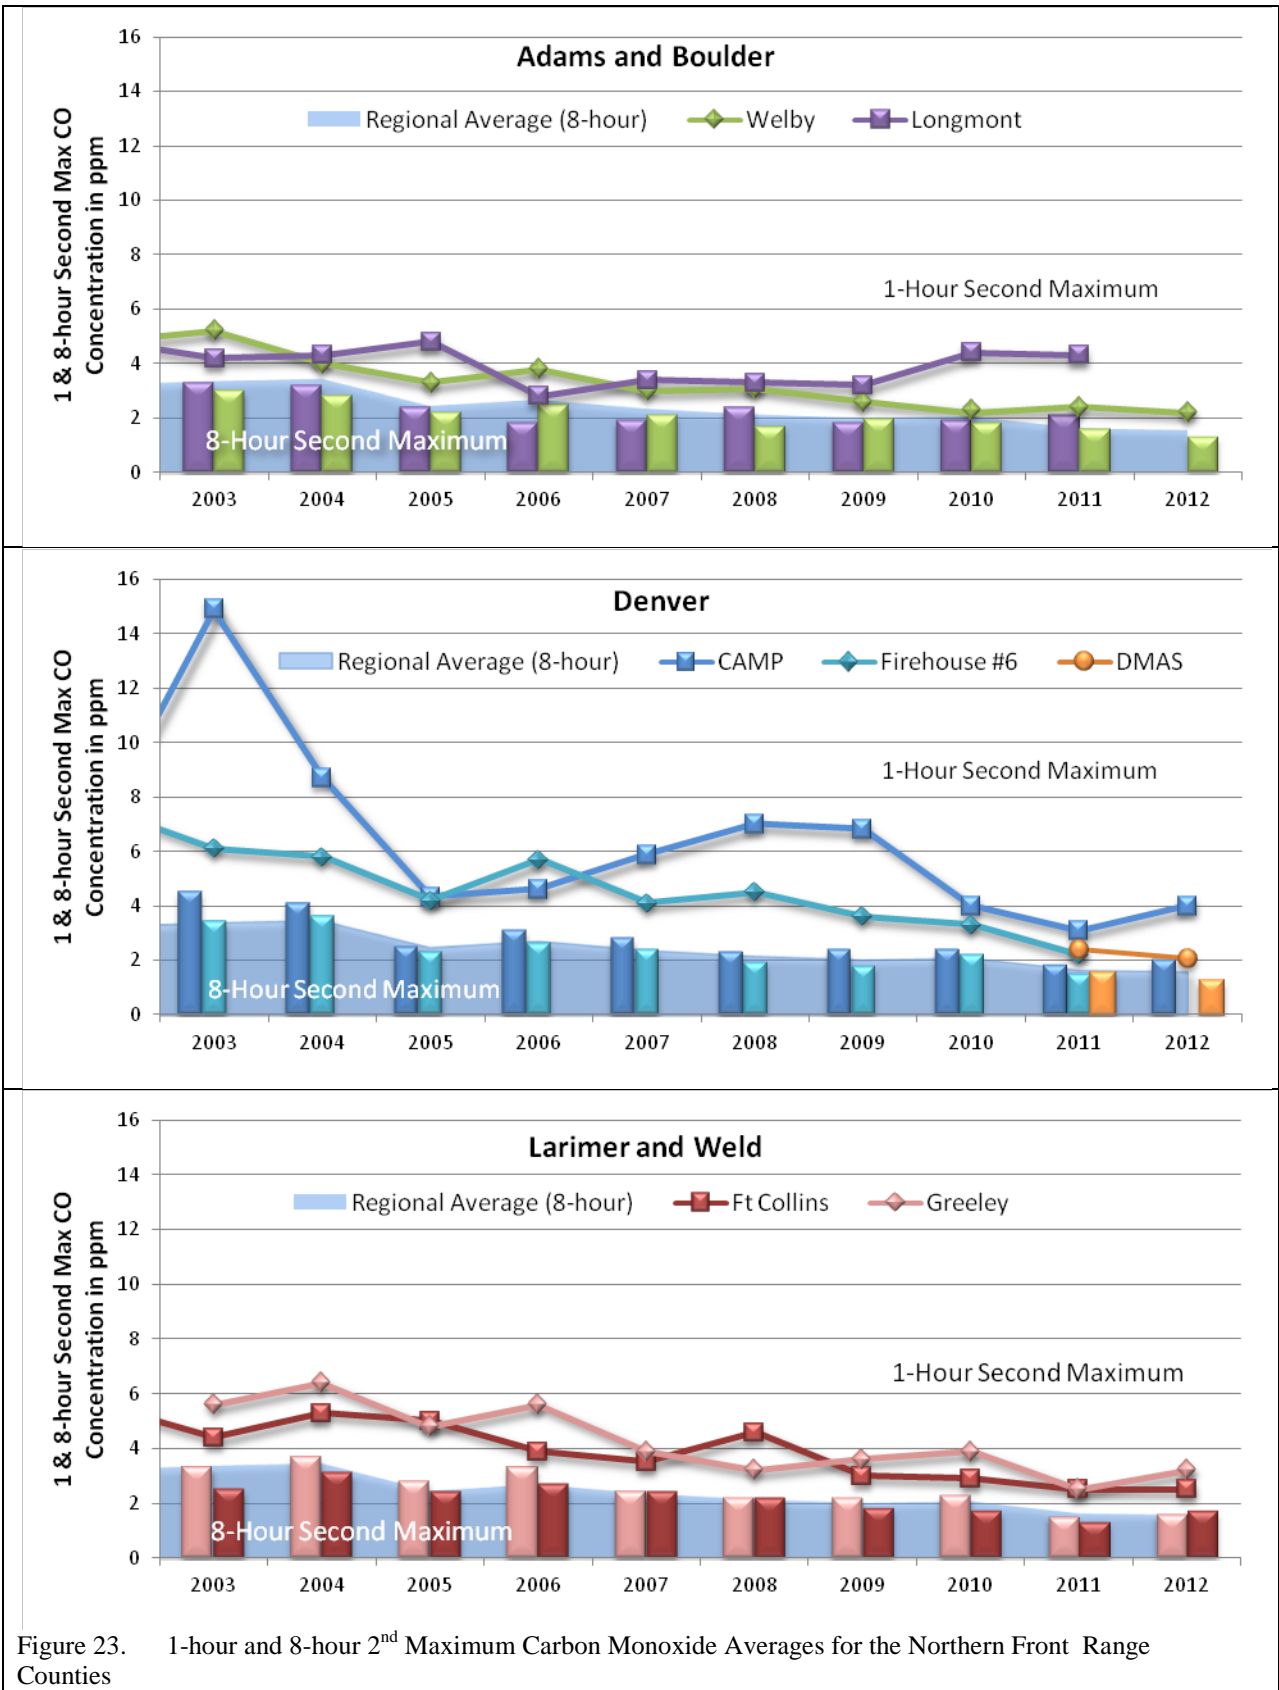 Adams and Boulder
Regional Average (8-hour) Welby Longmont
1 & 8-hour Second Max CO
Concentration in ppm
16
14
12
10
8
6
4
2
0
1-Hour Second Maximum
8-Hour Second Maximum
2003 2004 2005 2006 2007 2008 2009 2010 2011 2012
Denver
Regional Average (8-hour) CAMP Firehouse #6 DMAS
1 & 8-hour Second Max CO
Concentration in ppm
16
14
12
10
8
6
4
2
0
1-Hour Second Maximum
8-Hour Second Maximum
2003 2004 2005 2006 2007 2008 2009 2010 2011 2012
Larimer and Weld
Regional Average (8-hour) Ft Collins Greeley
1 & 8-hour Second Max CO
Concentration in ppm
16
14
12
10
8
6
4
2
0
1-Hour Second Maximum
8-Hour Second Maximum
2003 2004 2005 2006 2007 2008 2009 2010 2011 2012
Figure 23. 1-hour and 8-hour 2nd Maximum Carbon Monoxide Averages for the Northern Front Range
Counties